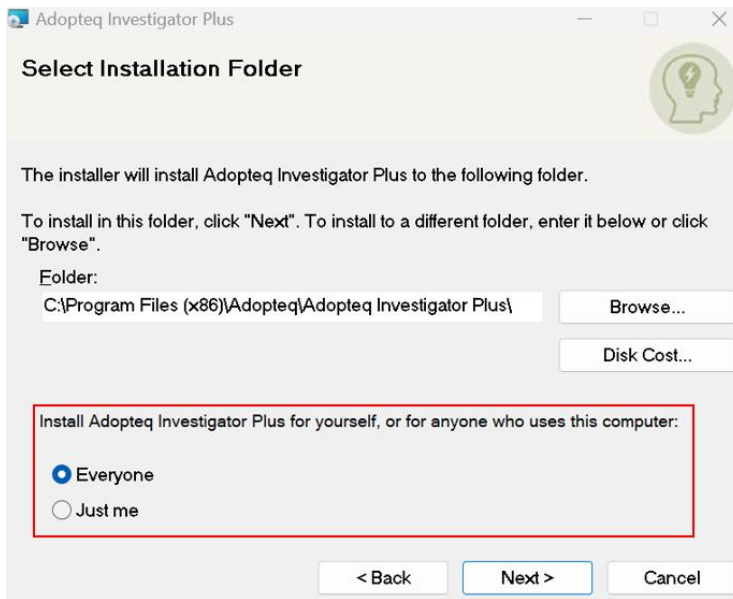 Adopteq Investigator Plus
Select Installation Folder
The installer will install Adopteq Investigator Plus to the following folder.
To install in this folder, click "Next". To install to a different folder, enter it below or click
"Browse".
Folder:
C:\Program Files (x86)\Adopteq\Adopteq Investigator Plus\
Browse...
Disk Cost...
Install Adopteq Investigator Plus for yourself, or for anyone who uses this computer:
Everyone
Just me
< Back
Next >
Cancel